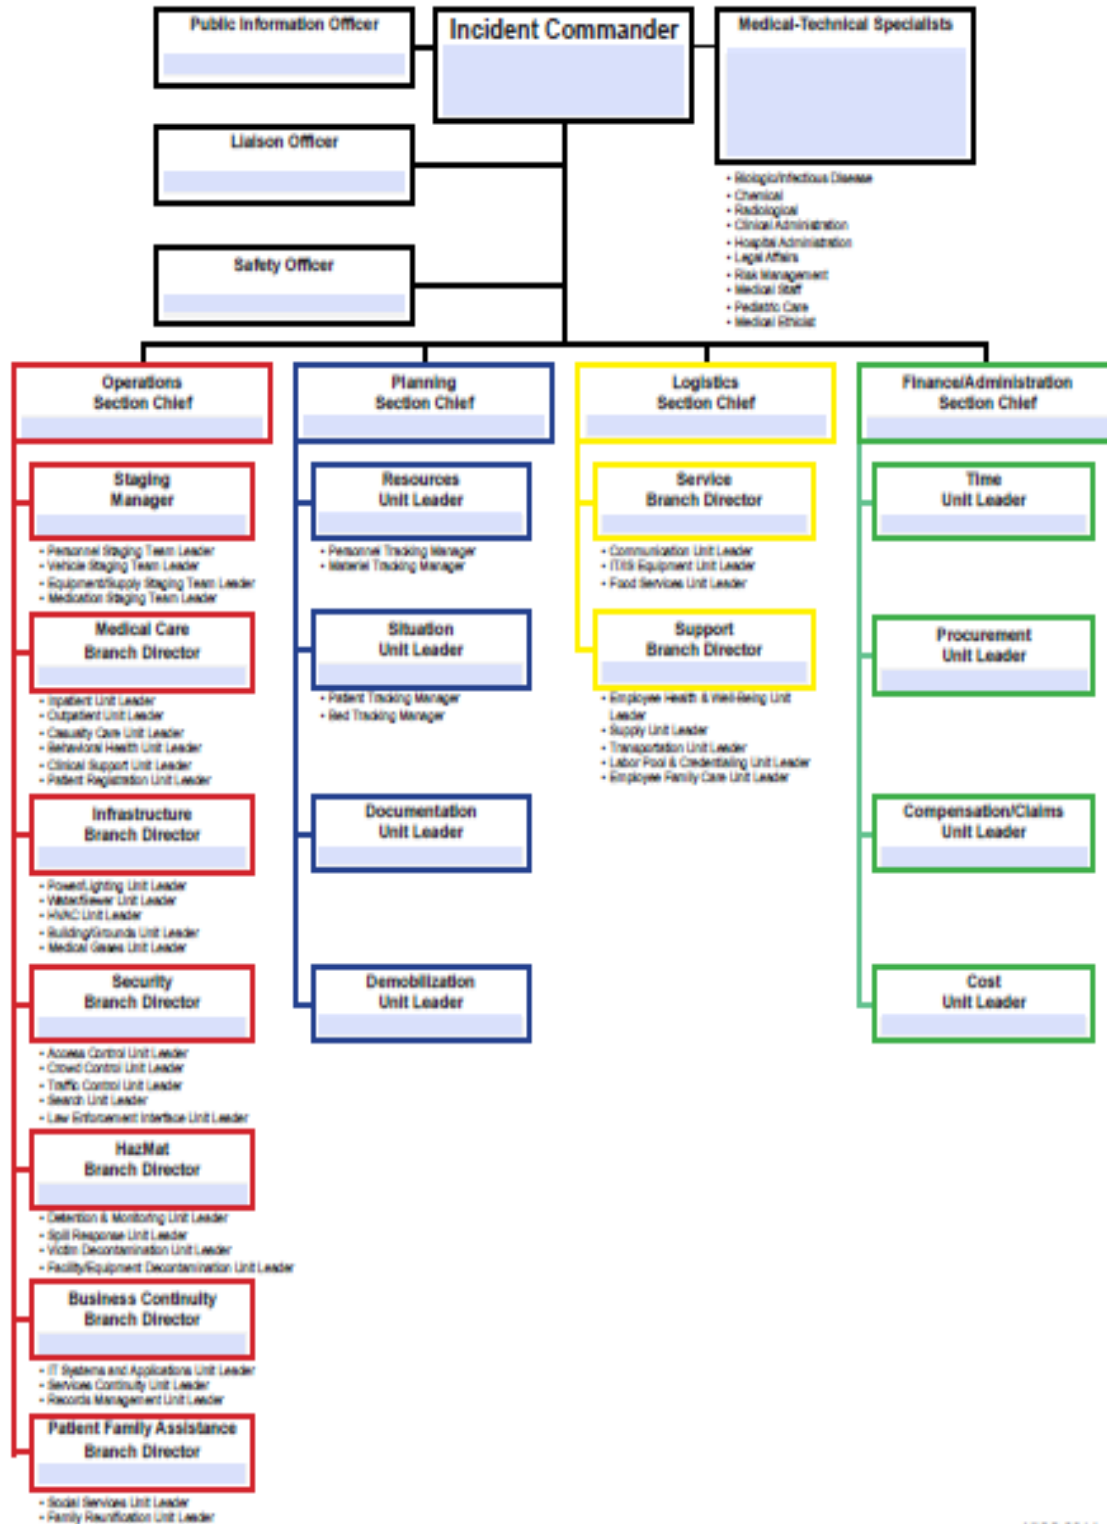 Public Information Officer
Incident Commander
Medical-Technical Specialists
Liaison Officer
Safety Officer
• Biologic/Infectious Disease
• Chemical
• Radiological
• Clinical Administration
• Hospital Administration
• Legal Affairs
• Risk Management
• Medical Staff
• Pediatric Care
• Medical Ethicist
Operations
Section Chief
Staging
Manager
• Personnel Staging Team Leader
• Vehicle Staging Team Leader
• Equipment/Supply Staging Team Leader
• Medication Staging Team Leader
Medical Care
Branch Director
• Inpatient Unit Leader
• Outpatient Unit Leader
• Casualty Care Unit Leader
• Behavioral Health Unit Leader
• Clinical Support Unit Leader
• Patient Registration Unit Leader
Infrastructure
Branch Director
• Power/Lighting Unit Leader
• Water/Sewer Unit Leader
• HVAC Unit Leader
• Building/Grounds Unit Leader
• Medical Gases Unit Leader
Security
Branch Director
• Access Control Unit Leader
• Crowd Control Unit Leader
• Traffic Control Unit Leader
• Search Unit Leader
• Law Enforcement Interface Unit Leader
HazMat
Branch Director
• Detection & Monitoring Unit Leader
• Spill Response Unit Leader
• Victim Decontamination Unit Leader
• Facility/Equipment Decontamination Unit Leader
Business Continuity
Branch Director
• IT Systems and Applications Unit Leader
• Services Continuity Unit Leader
• Records Management Unit Leader
Patient Family Assistance
Branch Director
• Social Services Unit Leader
• Family Reunification Unit Leader
Planning
Section Chief
Resources
Unit Leader
• Personnel Tracking Manager
• Materiel Tracking Manager
Situation
Unit Leader
• Patient Tracking Manager
• Bed Tracking Manager
Documentation
Unit Leader
Demobilization
Unit Leader
Logistics
Section Chief
Service
Branch Director
• Communication Unit Leader
• IT/IS Equipment Unit Leader
• Food Services Unit Leader
Support
Branch Director
• Employee Health & Well-Being Unit
Leader
• Supply Unit Leader
• Transportation Unit Leader
• Labor Pool & Credentialing Unit Leader
• Employee Family Care Unit Leader
Finance/Administration
Section Chief
Time
Unit Leader
Procurement
Unit Leader
Compensation/Claims
Unit Leader
Cost
Unit Leader